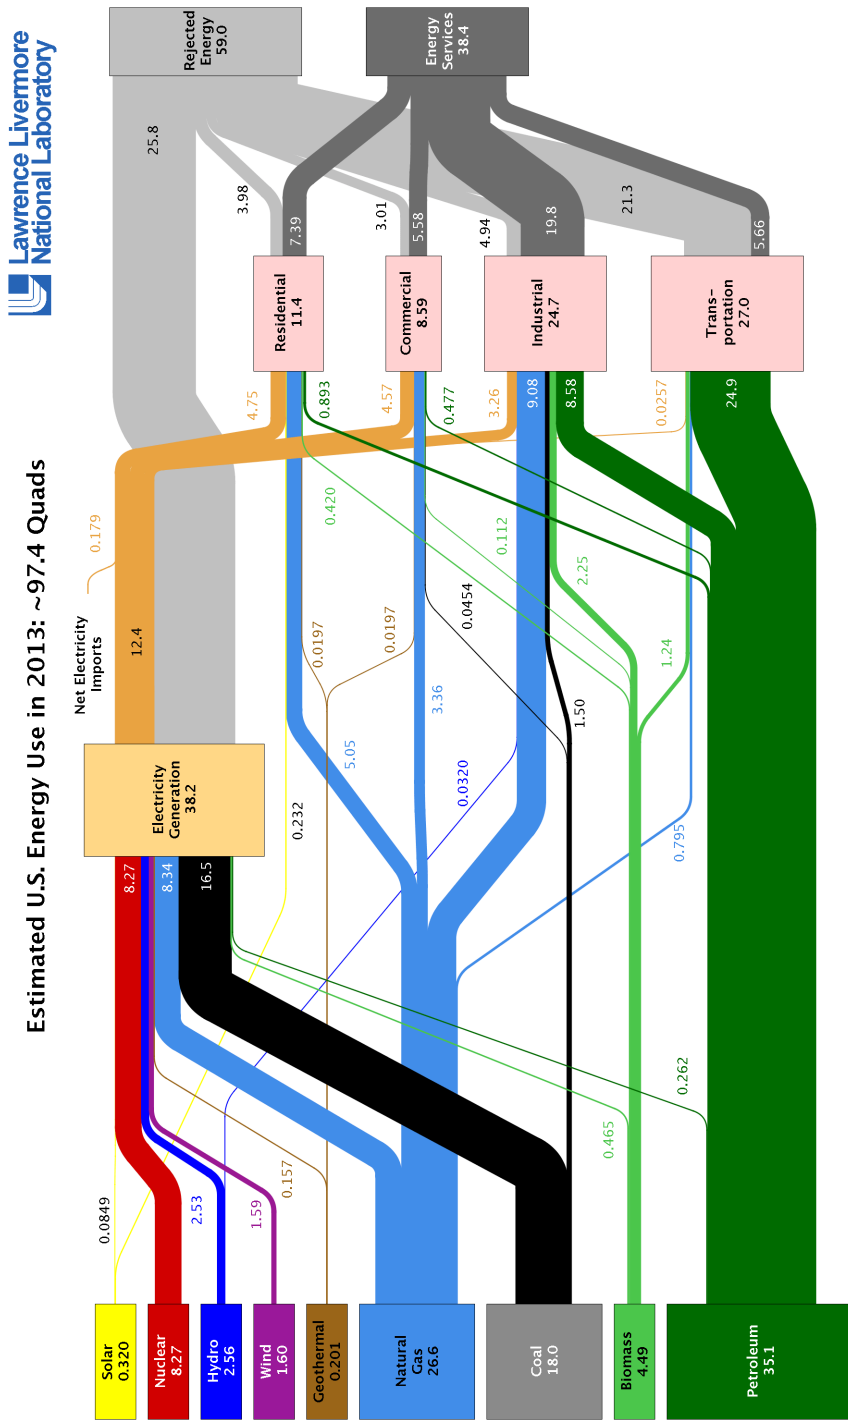 Estimated U.S. Energy Use in 2013: ~97.4 Quads
Lawrence Livermore
National Laboratory
Solar
0.320
Nuclear
8.27
Hydro
2.56
Wind
1.60
Geothermal
0.201
Natural
Gas
26.6
Coal
18.0
Biomass
4.49
Petroleum
35.1
0.0849
2.53
1.59
0.157
0.465
0.262
8.27
8.34
16.5
Electricity
Generation
38.2
0.232
0.0320
0.795
Net Electricity
Imports
0.179
12.4
5.05
3.36
0.0197
0.0197
0.0454
1.50
1.24
2.25
0.112
0.420
4.75
0.893
4.57
0.477
3.26
9.08
8.58
0.0257
24.9
Residential
11.4
Commercial
8.59
Industrial
24.7
Trans-
portation
27.0
25.8
3.98
7.39
3.01
5.58
4.94
19.8
21.3
5.66
Rejected
Energy
59.0
Energy
Services
38.4